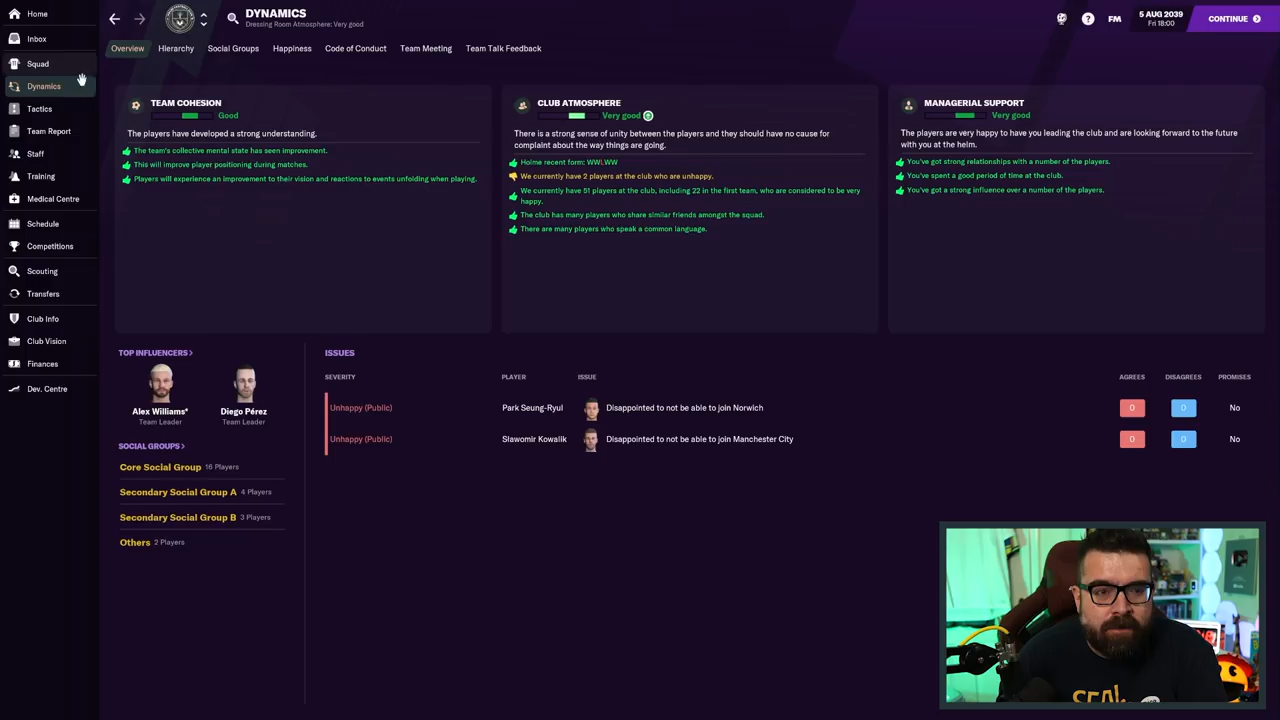 Home
Inbox
Squad
Dynamics
Tactics
Team Report
Staff
Training
Medical Centre
Schedule
Competitions
Scouting
Transfers
Club Info
Club Vision
Finances
Dev. Centre
DYNAMICS
Dressing Room Atmosphere: Very good
FM
5 AUG 2039
Fri 18:00
CONTINUE
Overview Hierarchy Social Groups Happiness Code of Conduct Team Meeting Team Talk Feedback
TEAM COHESION
Good
The players have developed a strong understanding.
The team's collective mental state has seen improvement.
This will improve player positioning during matches.
Players will experience an improvement to their vision and reactions to events unfolding when playing.
CLUB ATMOSPHERE
Very good
There is a strong sense of unity between the players and they should have no cause for
complaint about the way things are going.
Holme recent form: WWLWW
We currently have 2 players at the club who are unhappy.
We currently have 51 players at the club, including 22 in the first team, who are considered to be very
happy.
The club has many players who share similar friends amongst the squad.
There are many players who speak a common language.
MANAGERIAL SUPPORT
Very good
The players are very happy to have you leading the club and are looking forward to the future
with you at the helm.
You've got strong relationships with a number of the players.
You've spent a good period of time at the club.
You've got a strong influence over a number of the players.
TOP INFLUENCERS >
Alex Williams*
Team Leader
Diego Pérez
Team Leader
SOCIAL GROUPS >
Core Social Group 16 Players
Secondary Social Group A 4 Players
Secondary Social Group B 3 Players
Others 2 Players
ISSUES
SEVERITY PLAYER ISSUE AGREES DISAGREES PROMISES
Unhappy (Public) Park Seung-Ryul Disappointed to not be able to join Norwich 0 0 No
Unhappy (Public) Slawomir Kowalik Disappointed to not be able to join Manchester City 0 0 No